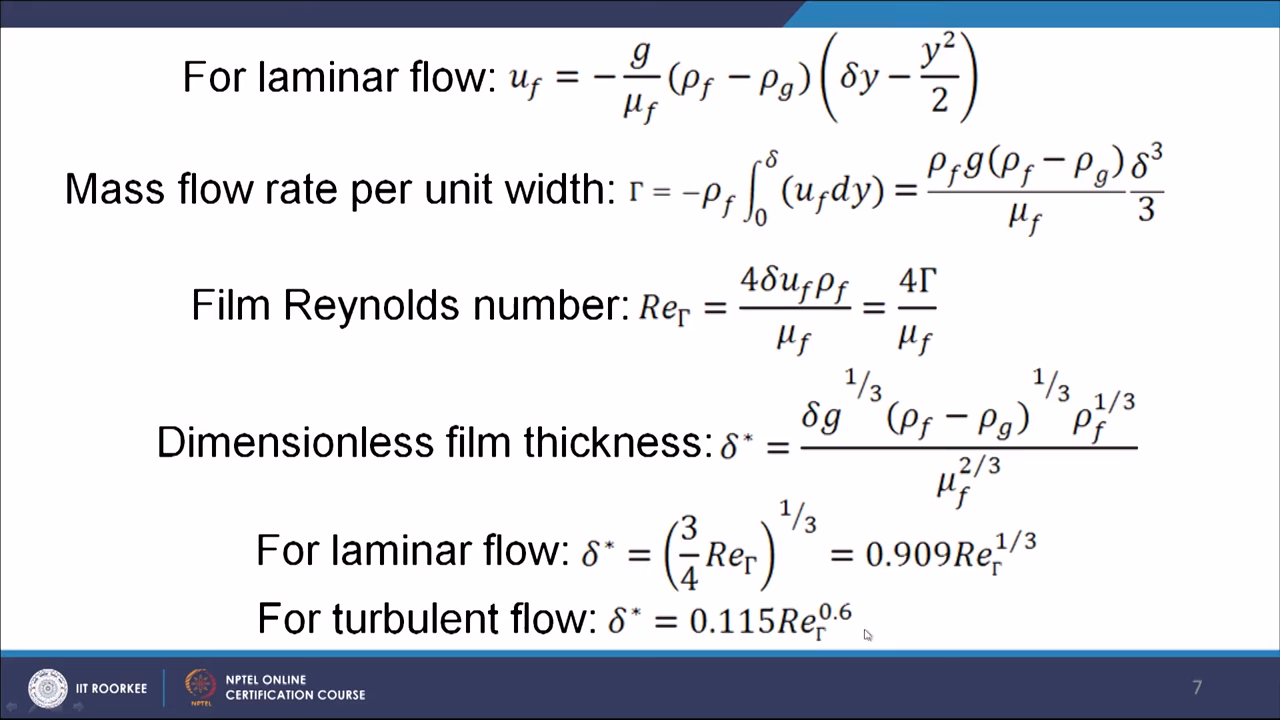 For laminar flow: u_f = −g/μ_f (ρ_f − ρ_g) (δy − y²/2)
Mass flow rate per unit width: Γ = −ρ_f ∫₀^δ (u_f dy) = ρ_f g(ρ_f − ρ_g)/μ_f δ³/3
Film Reynolds number: Re_Γ = 4δu_fρ_f/μ_f = 4Γ/μ_f
Dimensionless film thickness: δ* = δg^{1/3} (ρ_f − ρ_g)^{1/3} ρ_f^{1/3}/μ_f^{2/3}
For laminar flow: δ* = (3/4 Re_Γ)^{1/3} = 0.909Re_Γ^{1/3}
For turbulent flow: δ* = 0.115Re_Γ^{0.6}
IIT ROORKEE
NPTEL
NPTEL ONLINE
CERTIFICATION COURSE
7